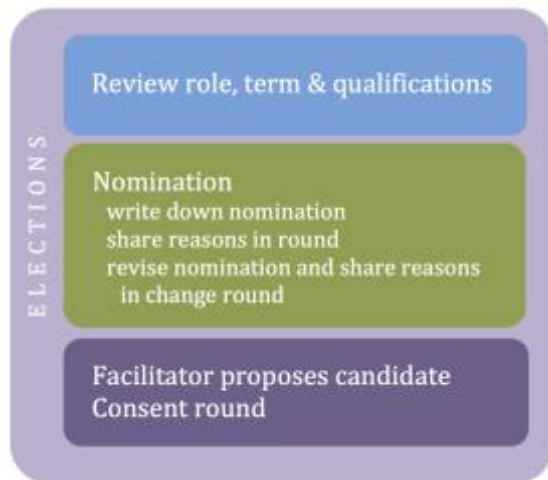 ELECTIONS
Review role, term & qualifications
Nomination
write down nomination
share reasons in round
revise nomination and share reasons
in change round
Facilitator proposes candidate
Consent round